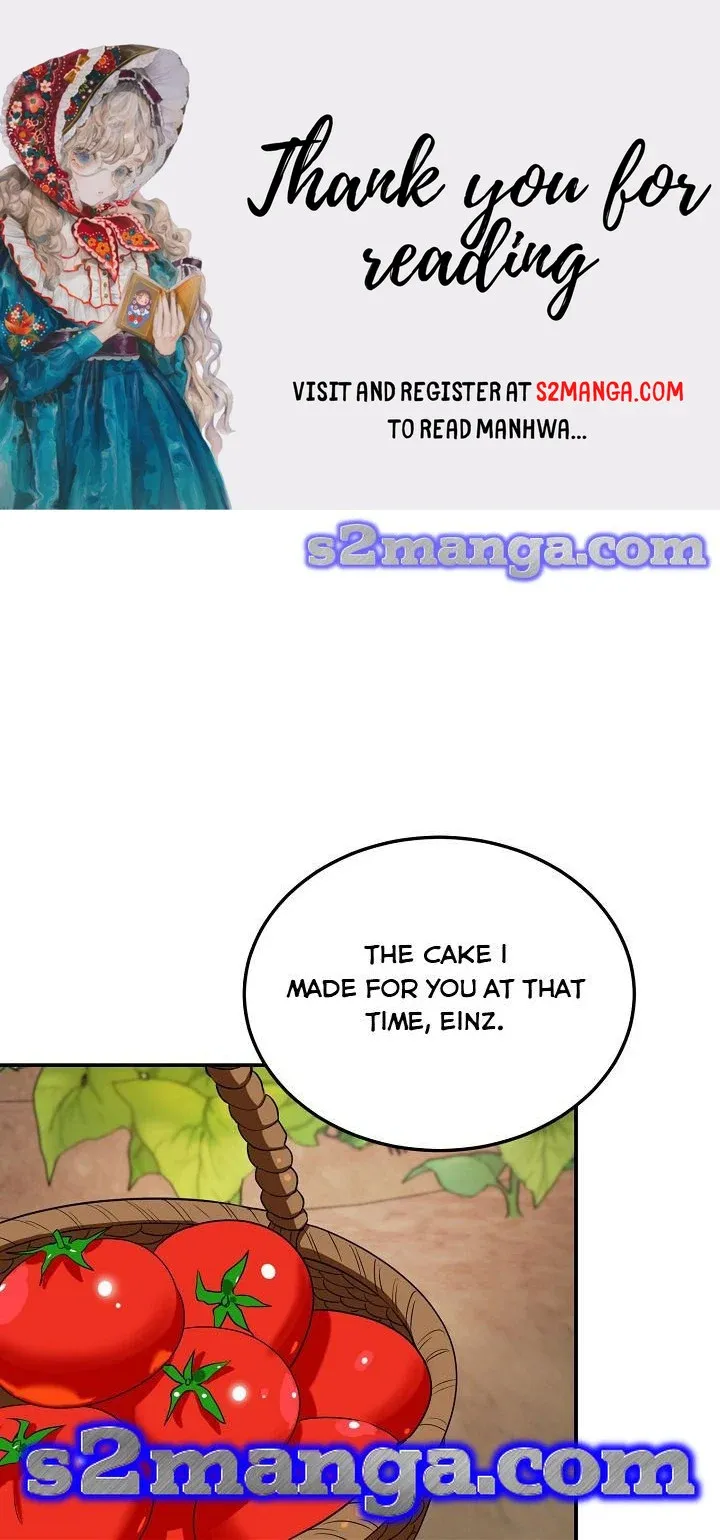 Thank you for
reading
VISIT AND REGISTER AT S2MANGA.COM
TO READ MANHWA...
s2manga.com
THE CAKE I
MADE FOR YOU AT THAT
TIME, EINZ.
s2manga.com